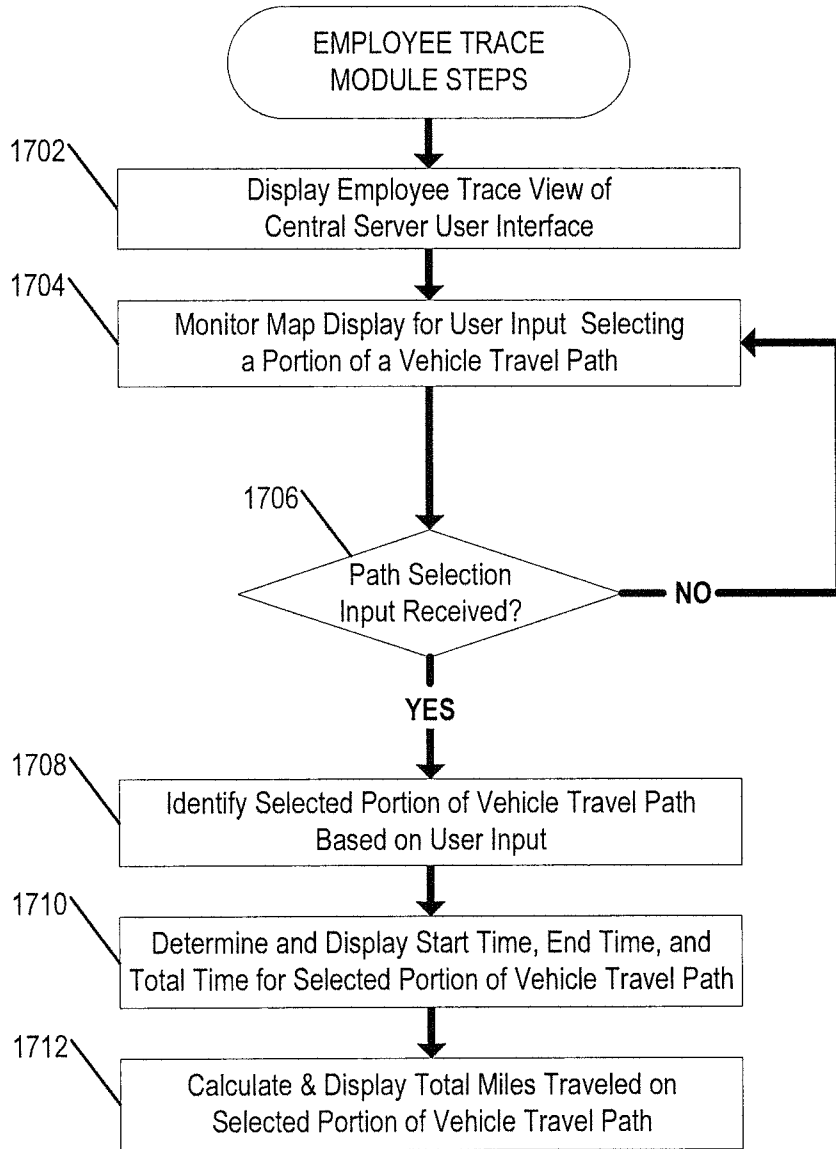 EMPLOYEE TRACE
MODULE STEPS
1702
Display Employee Trace View of
Central Server User Interface
1704
Monitor Map Display for User Input Selecting
a Portion of a Vehicle Travel Path
1706
Path Selection
Input Received?
NO
YES
1708
Identify Selected Portion of Vehicle Travel Path
Based on User Input
1710
Determine and Display Start Time, End Time, and
Total Time for Selected Portion of Vehicle Travel Path
1712
Calculate & Display Total Miles Traveled on
Selected Portion of Vehicle Travel Path